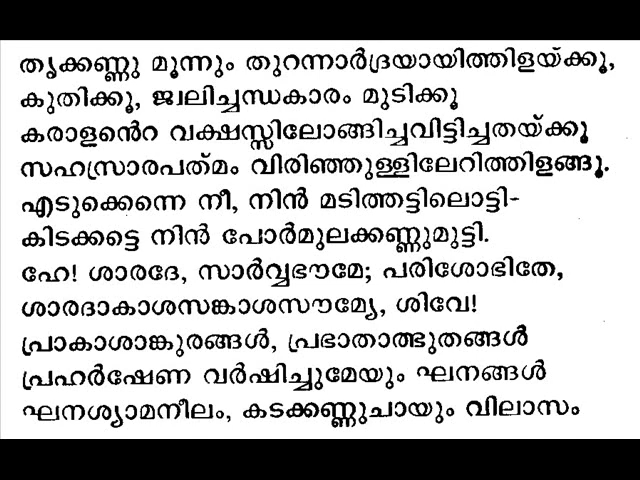 തൃക്കണ്ണു മൂന്നും തുറന്നാർദ്രയായിത്തിളയ്ക്കൂ,
കുതിക്കൂ, ജ്വലിച്ചന്ധകാരം മുടിക്കൂ
കരാളൻെറ വക്ഷസ്സിലോങ്ങിച്ചവിട്ടിച്ചതയ്ക്കൂ
സഹസ്രാരപത്മം വിരിഞ്ഞുള്ളിലേറിത്തിളങ്ങൂ.
എടുക്കെന്നെ നീ, നിൻ മടിത്തട്ടിലൊട്ടി-
കിടക്കട്ടെ നിൻ പോർമുലക്കണ്ണുമുട്ടി.
ഹേ! ശാരദേ, സാർവ്വഭൗമേ; പരിശോഭിതേ,
ശാരദാകാശസങ്കാശസൗമ്യേ, ശിവേ!
പ്രാകാശാങ്കുരങ്ങൾ, പ്രഭാതാത്ഭുതങ്ങൾ
പ്രഹർഷേണ വർഷിച്ചുമേയും ഘനങ്ങൾ
ഘനശ്യാമനീലം, കടക്കണ്ണുചായും വിലാസം